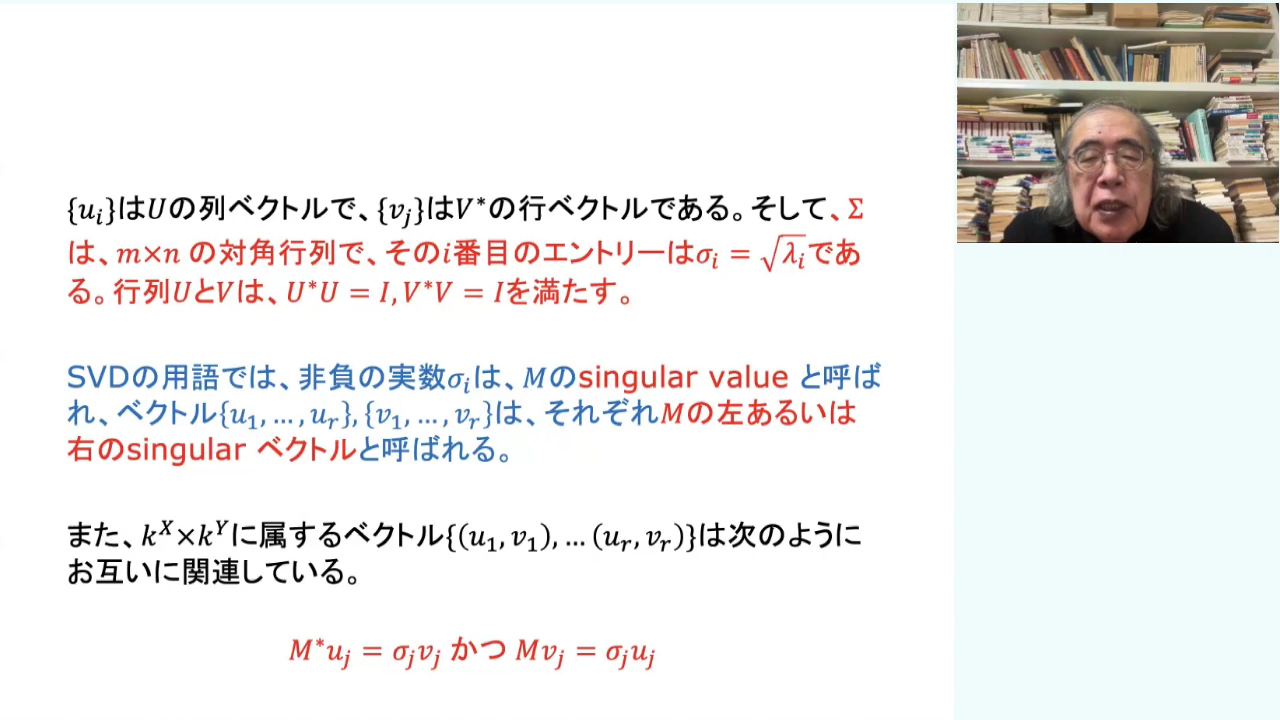 {uᵢ}はUの列ベクトルで、{vⱼ}はV*の行ベクトルである。そして、Σ
は、m×n の対角行列で、そのi番目のエントリーはσᵢ = √λᵢであ
る。行列UとVは、U*U = I, V*V = Iを満たす。
SVDの用語では、非負の実数σᵢは、Mのsingular value と呼ば
れ、ベクトル{u₁, … , uᵣ}, {v₁, … , vᵣ}は、それぞれMの左あるいは
右のsingular ベクトルと呼ばれる。
また、k^X×k^Yに属するベクトル{(u₁, v₁), … (uᵣ, vᵣ)}は次のように
お互いに関連している。
M*uⱼ = σⱼvⱼ かつ Mvⱼ = σⱼuⱼ